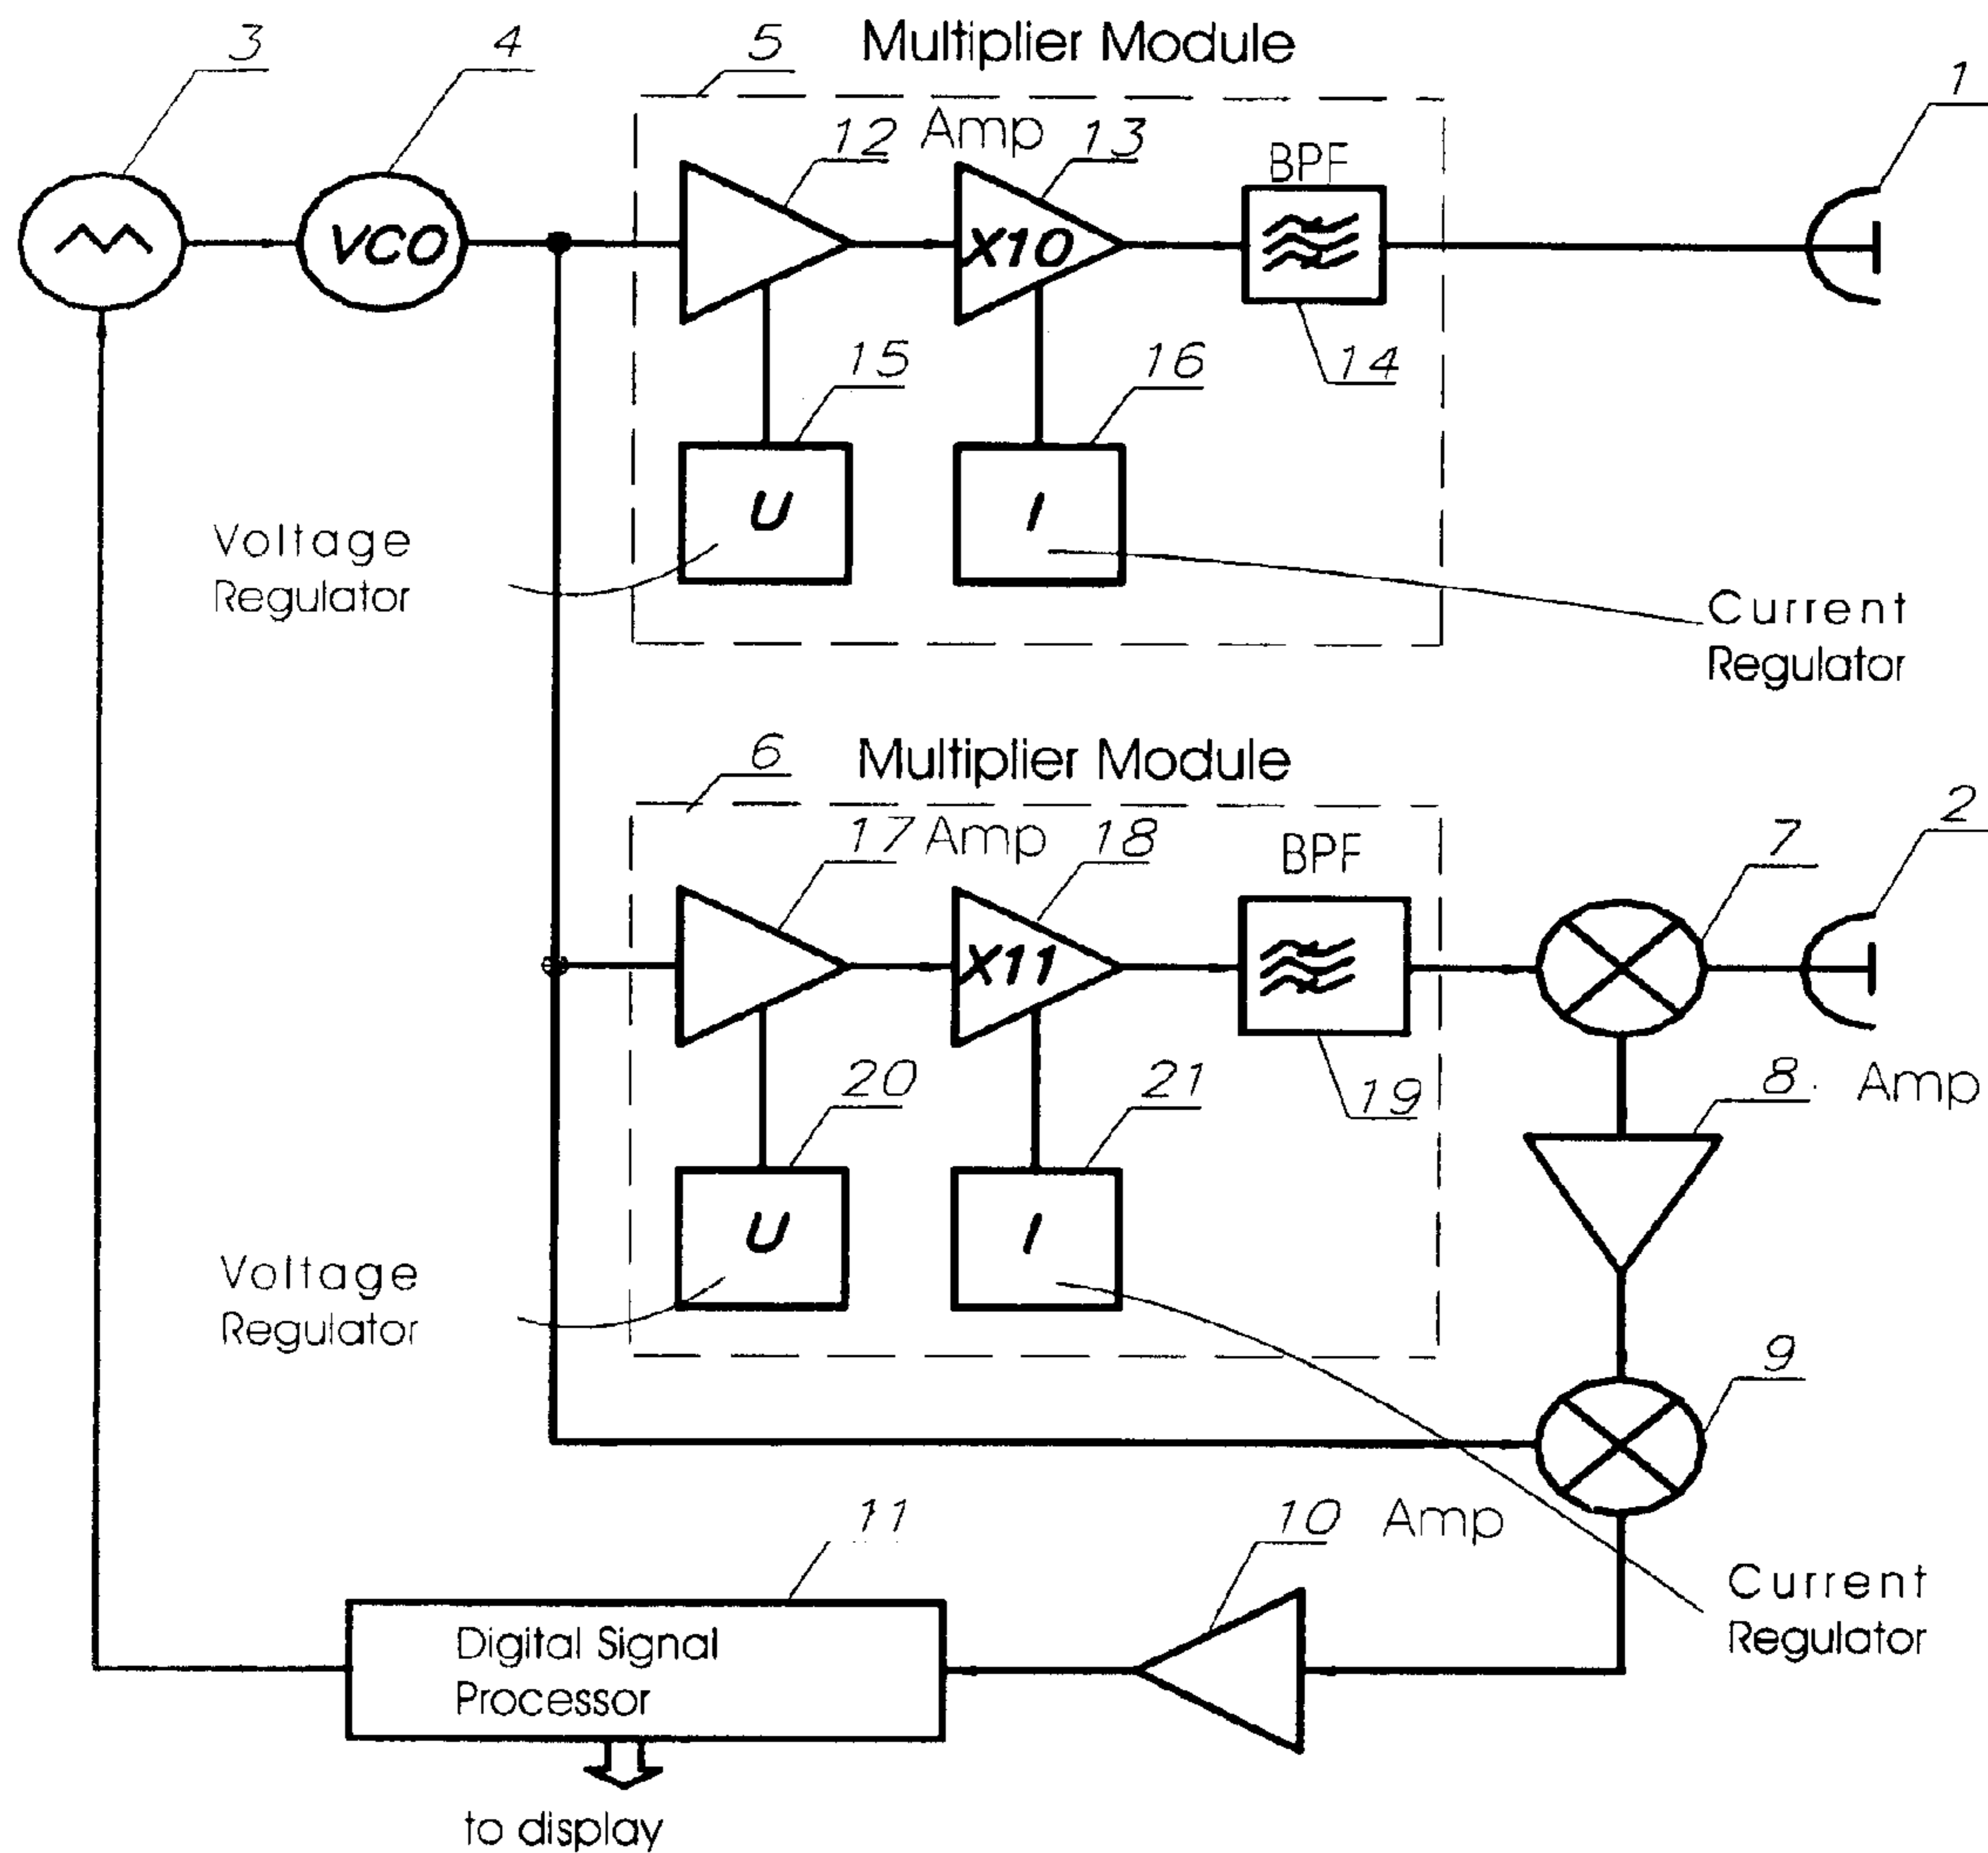 3
4
5
Multiplier Module
1
12
Amp
13
BPF
VCO
X10
15
16
14
U
I
Voltage
Regulator
Current
Regulator
6
Multiplier Module
2
17
Amp
18
BPF
7
X11
20
21
19
8
Amp
U
I
Voltage
Regulator
9
11
10
Amp
Digital Signal
Processor
Current
Regulator
to display